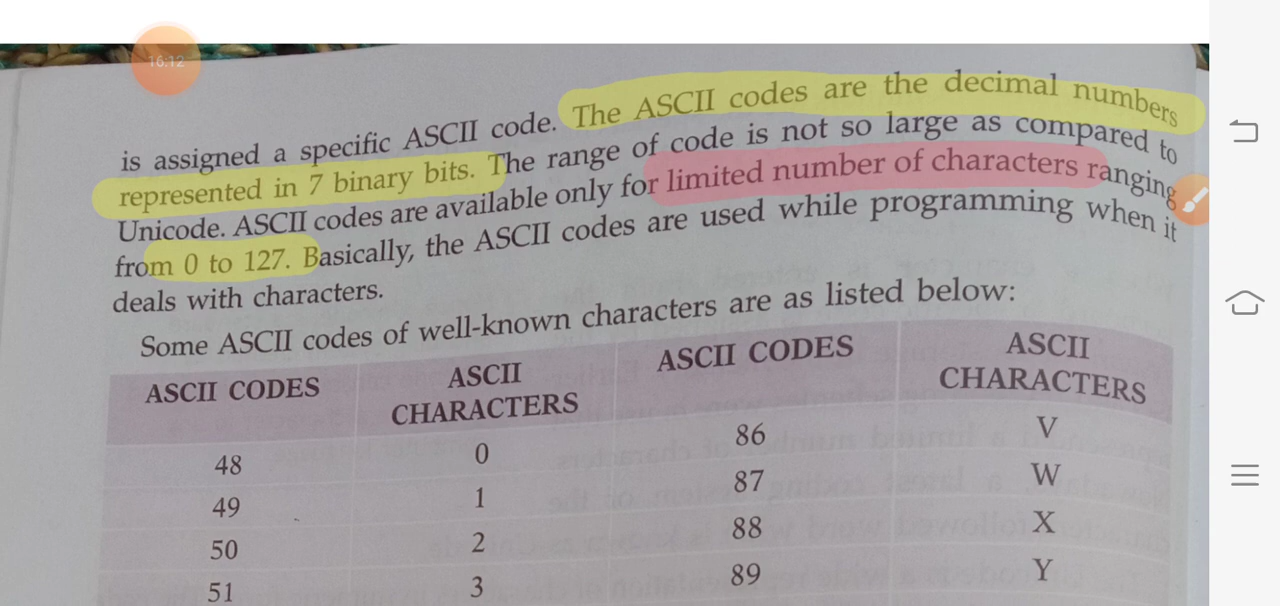 16:12
is assigned a specific ASCII code. The ASCII codes are the decimal numbers
represented in 7 binary bits. The range of code is not so large as compared to
Unicode. ASCII codes are available only for limited number of characters ranging
from 0 to 127. Basically, the ASCII codes are used while programming when it
deals with characters.
Some ASCII codes of well-known characters are as listed below:
ASCII CODES ASCII CHARACTERS ASCII CODES ASCII CHARACTERS
48 0 86 V
49 1 87 W
50 2 88 X
51 3 89 Y